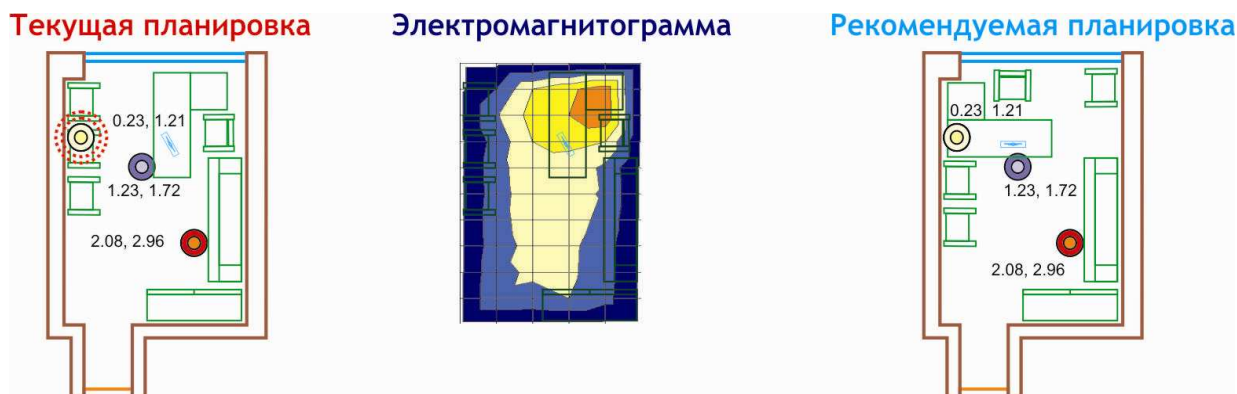 Текущая планировка
Электромагнитограмма
Рекомендуемая планировка
0.23, 1.21
1.23, 1.72
2.08, 2.96
0.23, 1.21
1.23, 1.72
2.08, 2.96